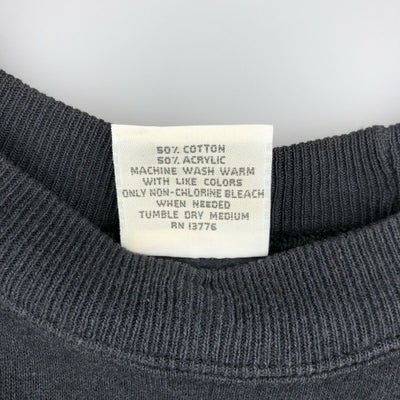 50% COTTON
50% ACRYLIC
MACHINE WASH WARM
WITH LIKE COLORS
ONLY NON-CHLORINE BLEACH
WHEN NEEDED
TUMBLE DRY MEDIUM
RN 13776